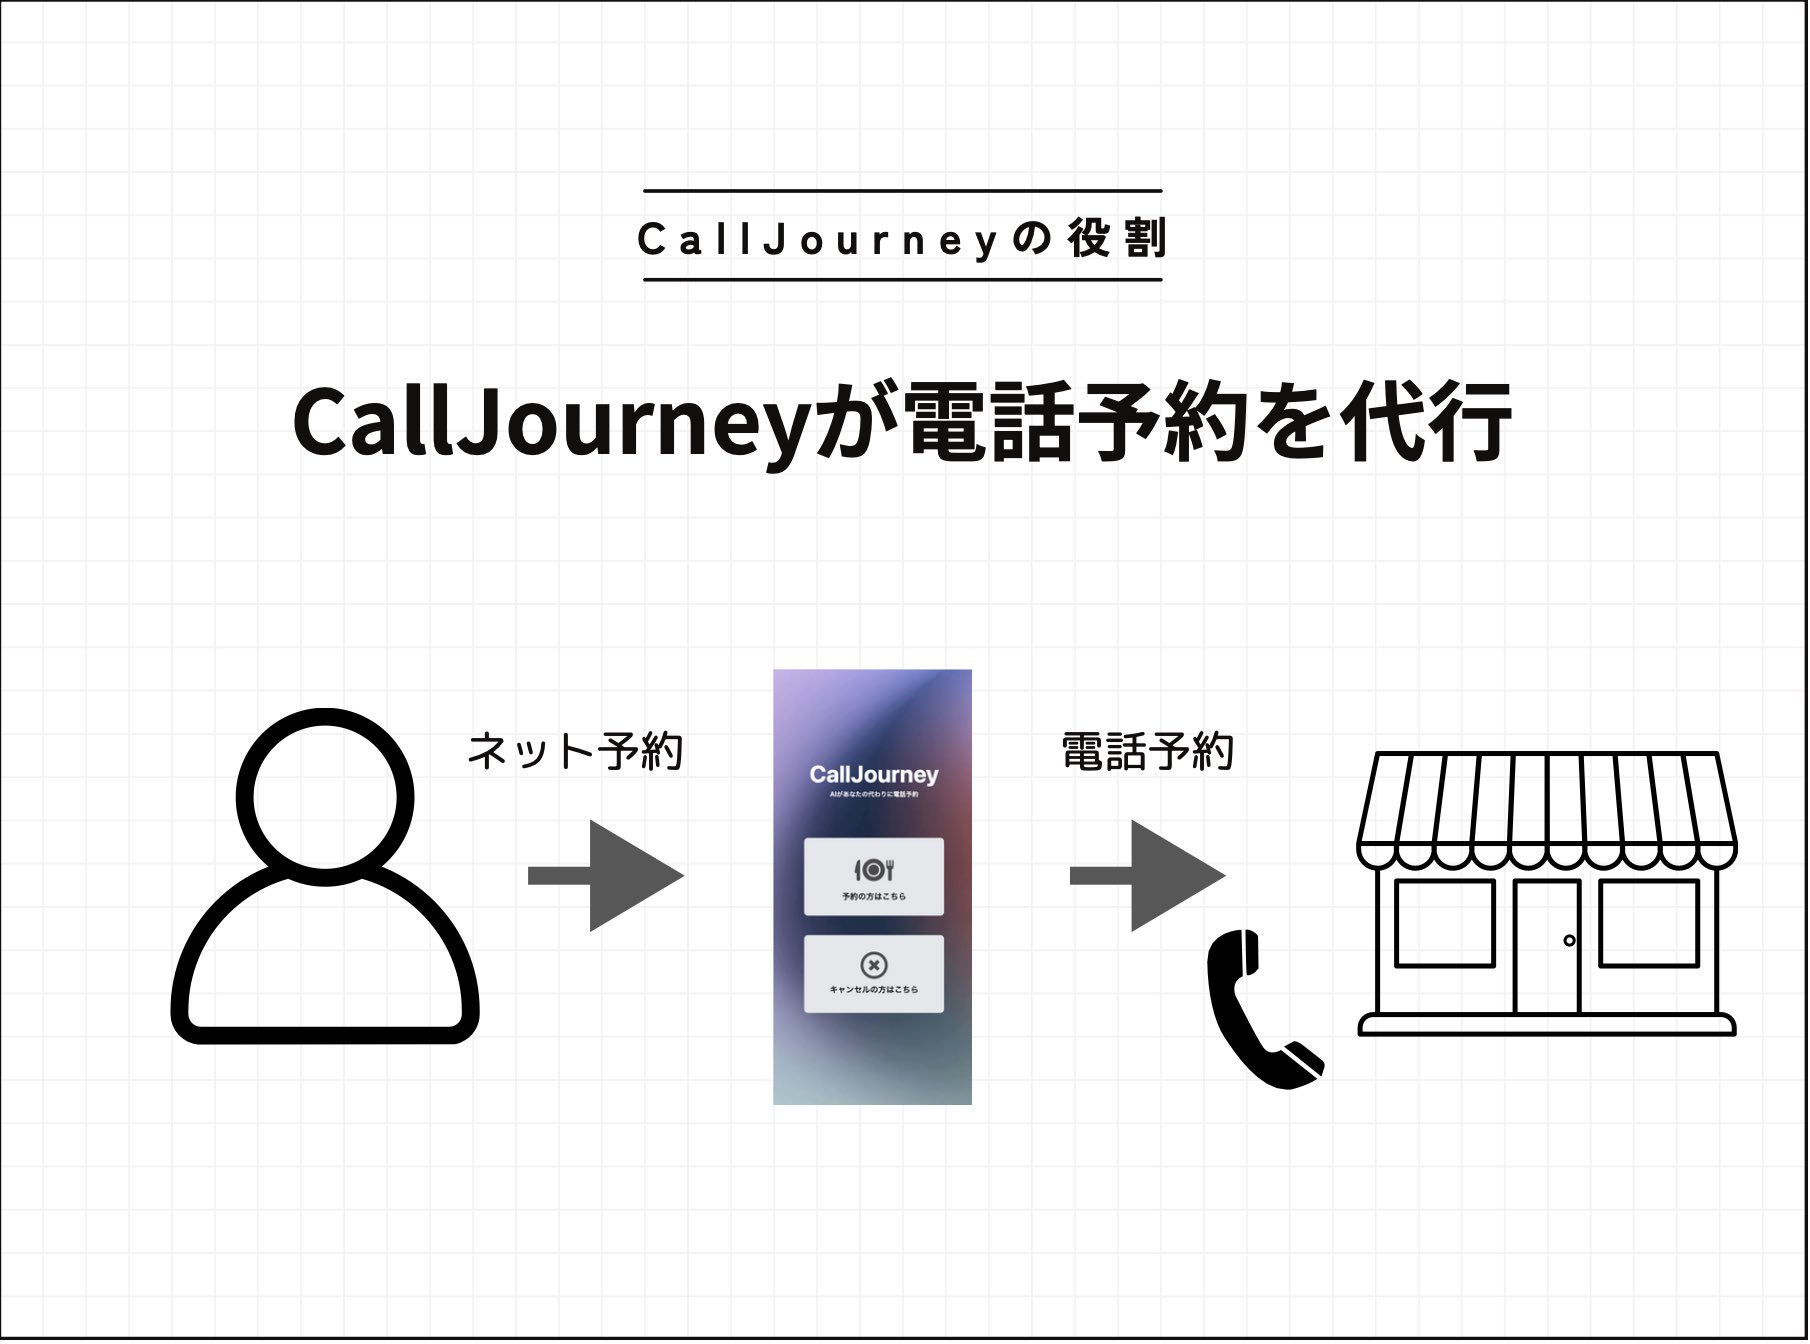 CallJourneyの役割
CallJourneyが電話予約を代行
ネット予約
電話予約
CallJourney
AIがあなたの代わりに電話予約
予約の方はこちら
キャンセルの方はこちら